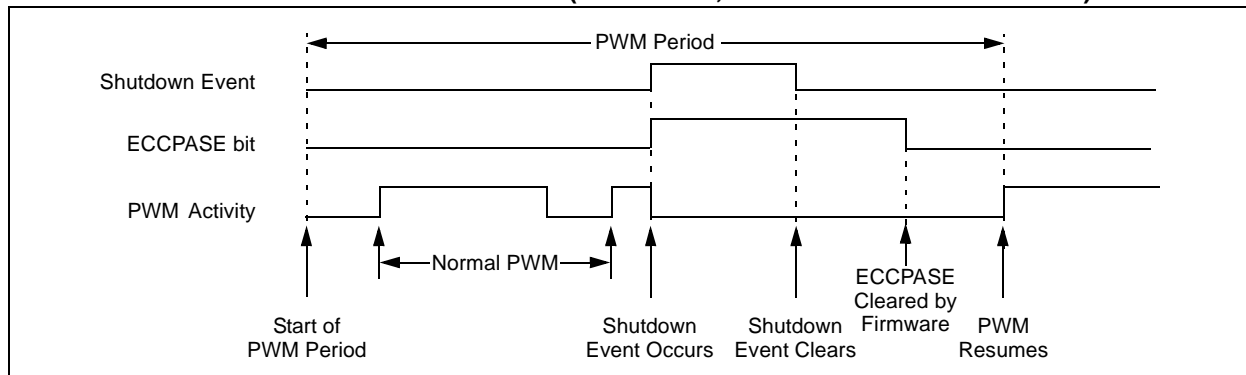 PWM Period
Shutdown Event
ECCPASE bit
PWM Activity
Normal PWM
Start of
PWM Period
Shutdown
Event Occurs
Shutdown
Event Clears
ECCPASE
Cleared by
Firmware
PWM
Resumes